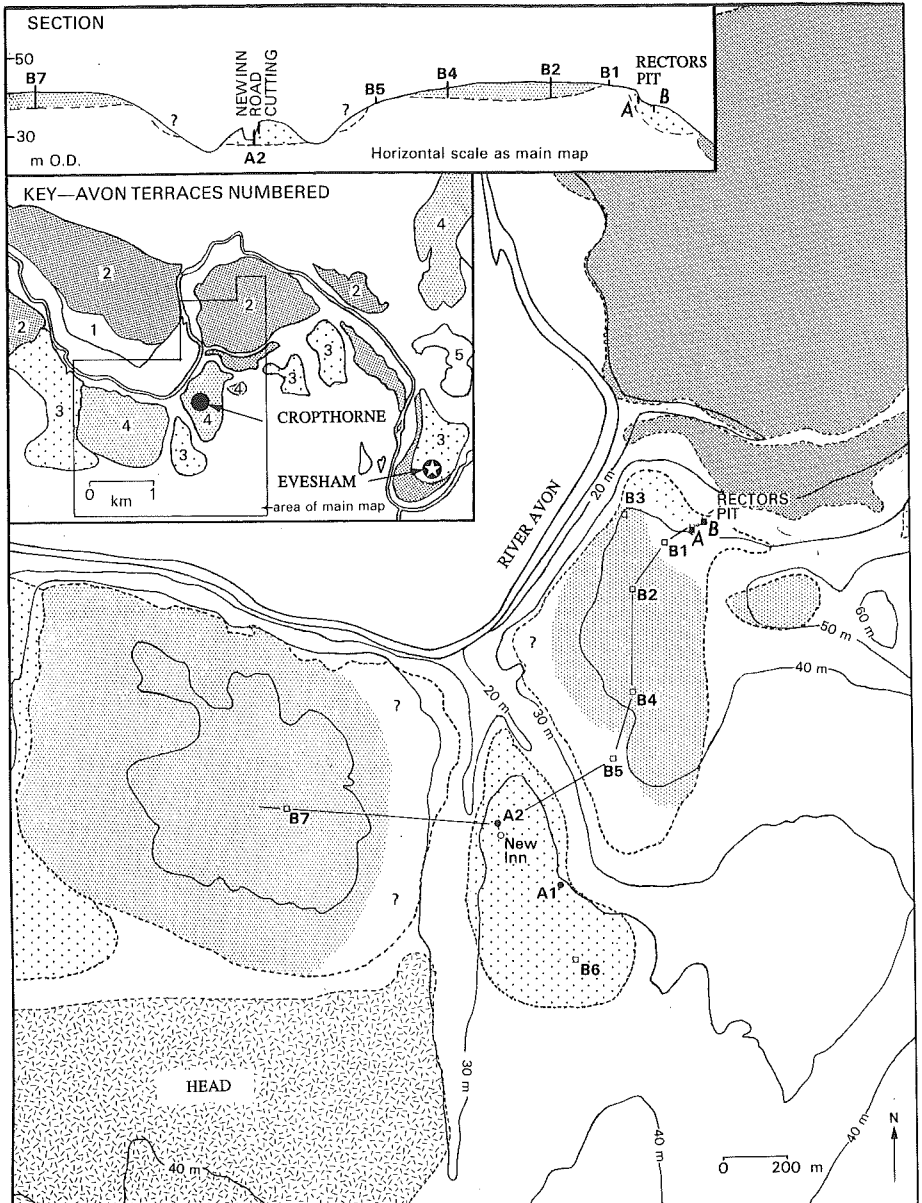 SECTION
50
30
m O.D.
B7
?
NEW INN
ROAD
CUTTING
A2
?
B5
B4
B2
B1
RECTORS
PIT
A
B
Horizontal scale as main map
KEY—AVON TERRACES NUMBERED
2
1
2
3
4
2
4
4
3
3
3
2
4
5
3
CROPTHORNE
EVESHAM
0 1
km
area of main map
RIVER AVON
20 m
B3
RECTORS
PIT
B1
A
B
B2
?
60 m
50 m
40 m
B4
20 m
30 m
?
B5
B7
A2
New
Inn
?
A1
B6
HEAD
30 m
40 m
40 m
40 m
N
0 200 m